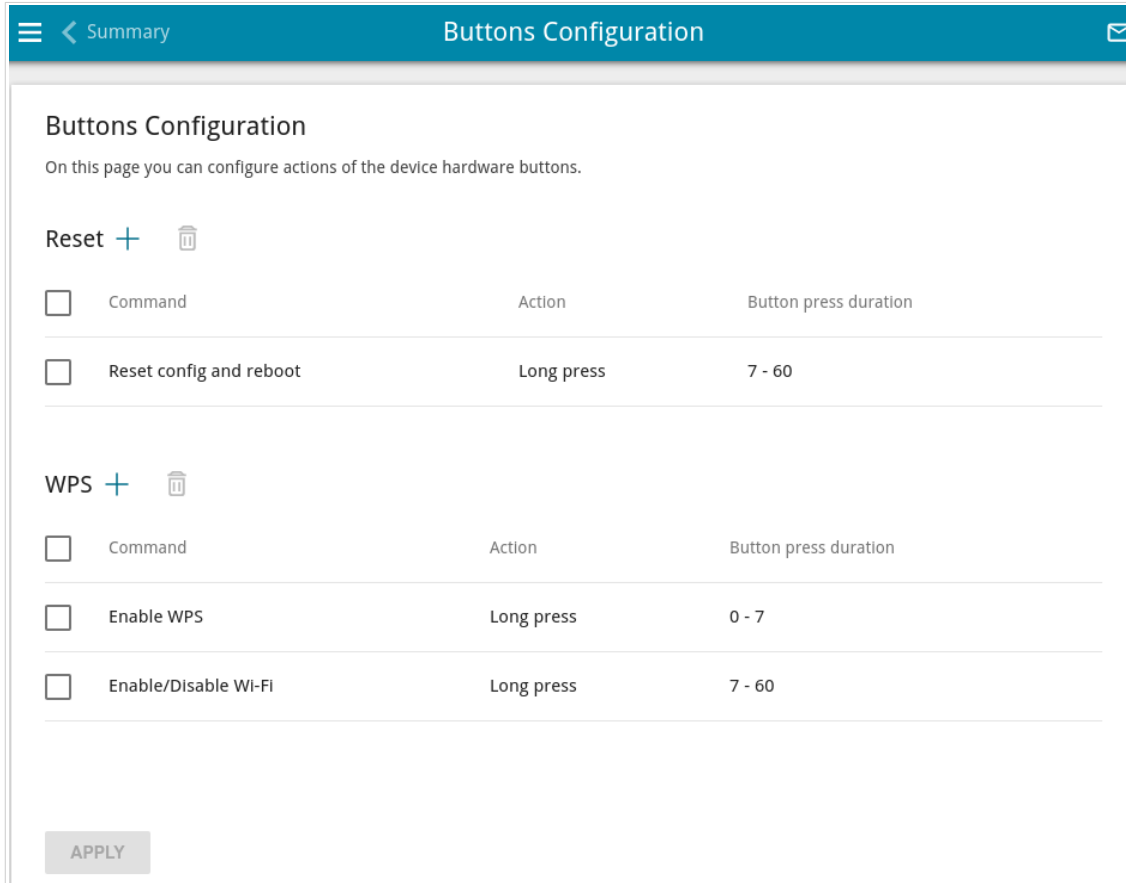 Summary Buttons Configuration
Buttons Configuration
On this page you can configure actions of the device hardware buttons.
Reset
Command Action Button press duration
Reset config and reboot Long press 7 - 60
WPS
Command Action Button press duration
Enable WPS Long press 0 - 7
Enable/Disable Wi-Fi Long press 7 - 60
APPLY